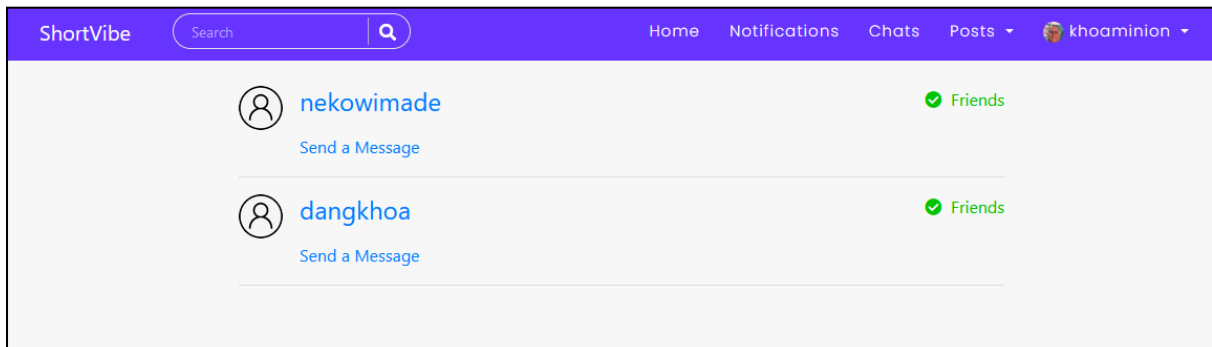 ShortVibe Search Home Notifications Chats Posts khoaminion
nekowimade Friends
Send a Message
dangkhoa Friends
Send a Message